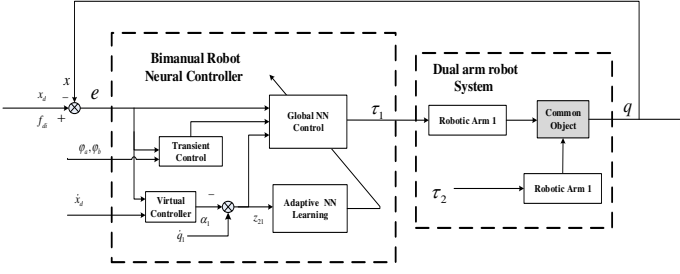 Bimanual Robot
Neural Controller
Dual arm robot
System
x
−
e
x_d
f_di
+
φ_a, φ_b
Transient
Control
Global NN
Control
τ_1
Robotic Arm 1
Common
Object
q
ẋ_d
Virtual
Controller
−
α_1
z_21
q̇_1
Adaptive NN
Learning
τ_2
Robotic Arm 1